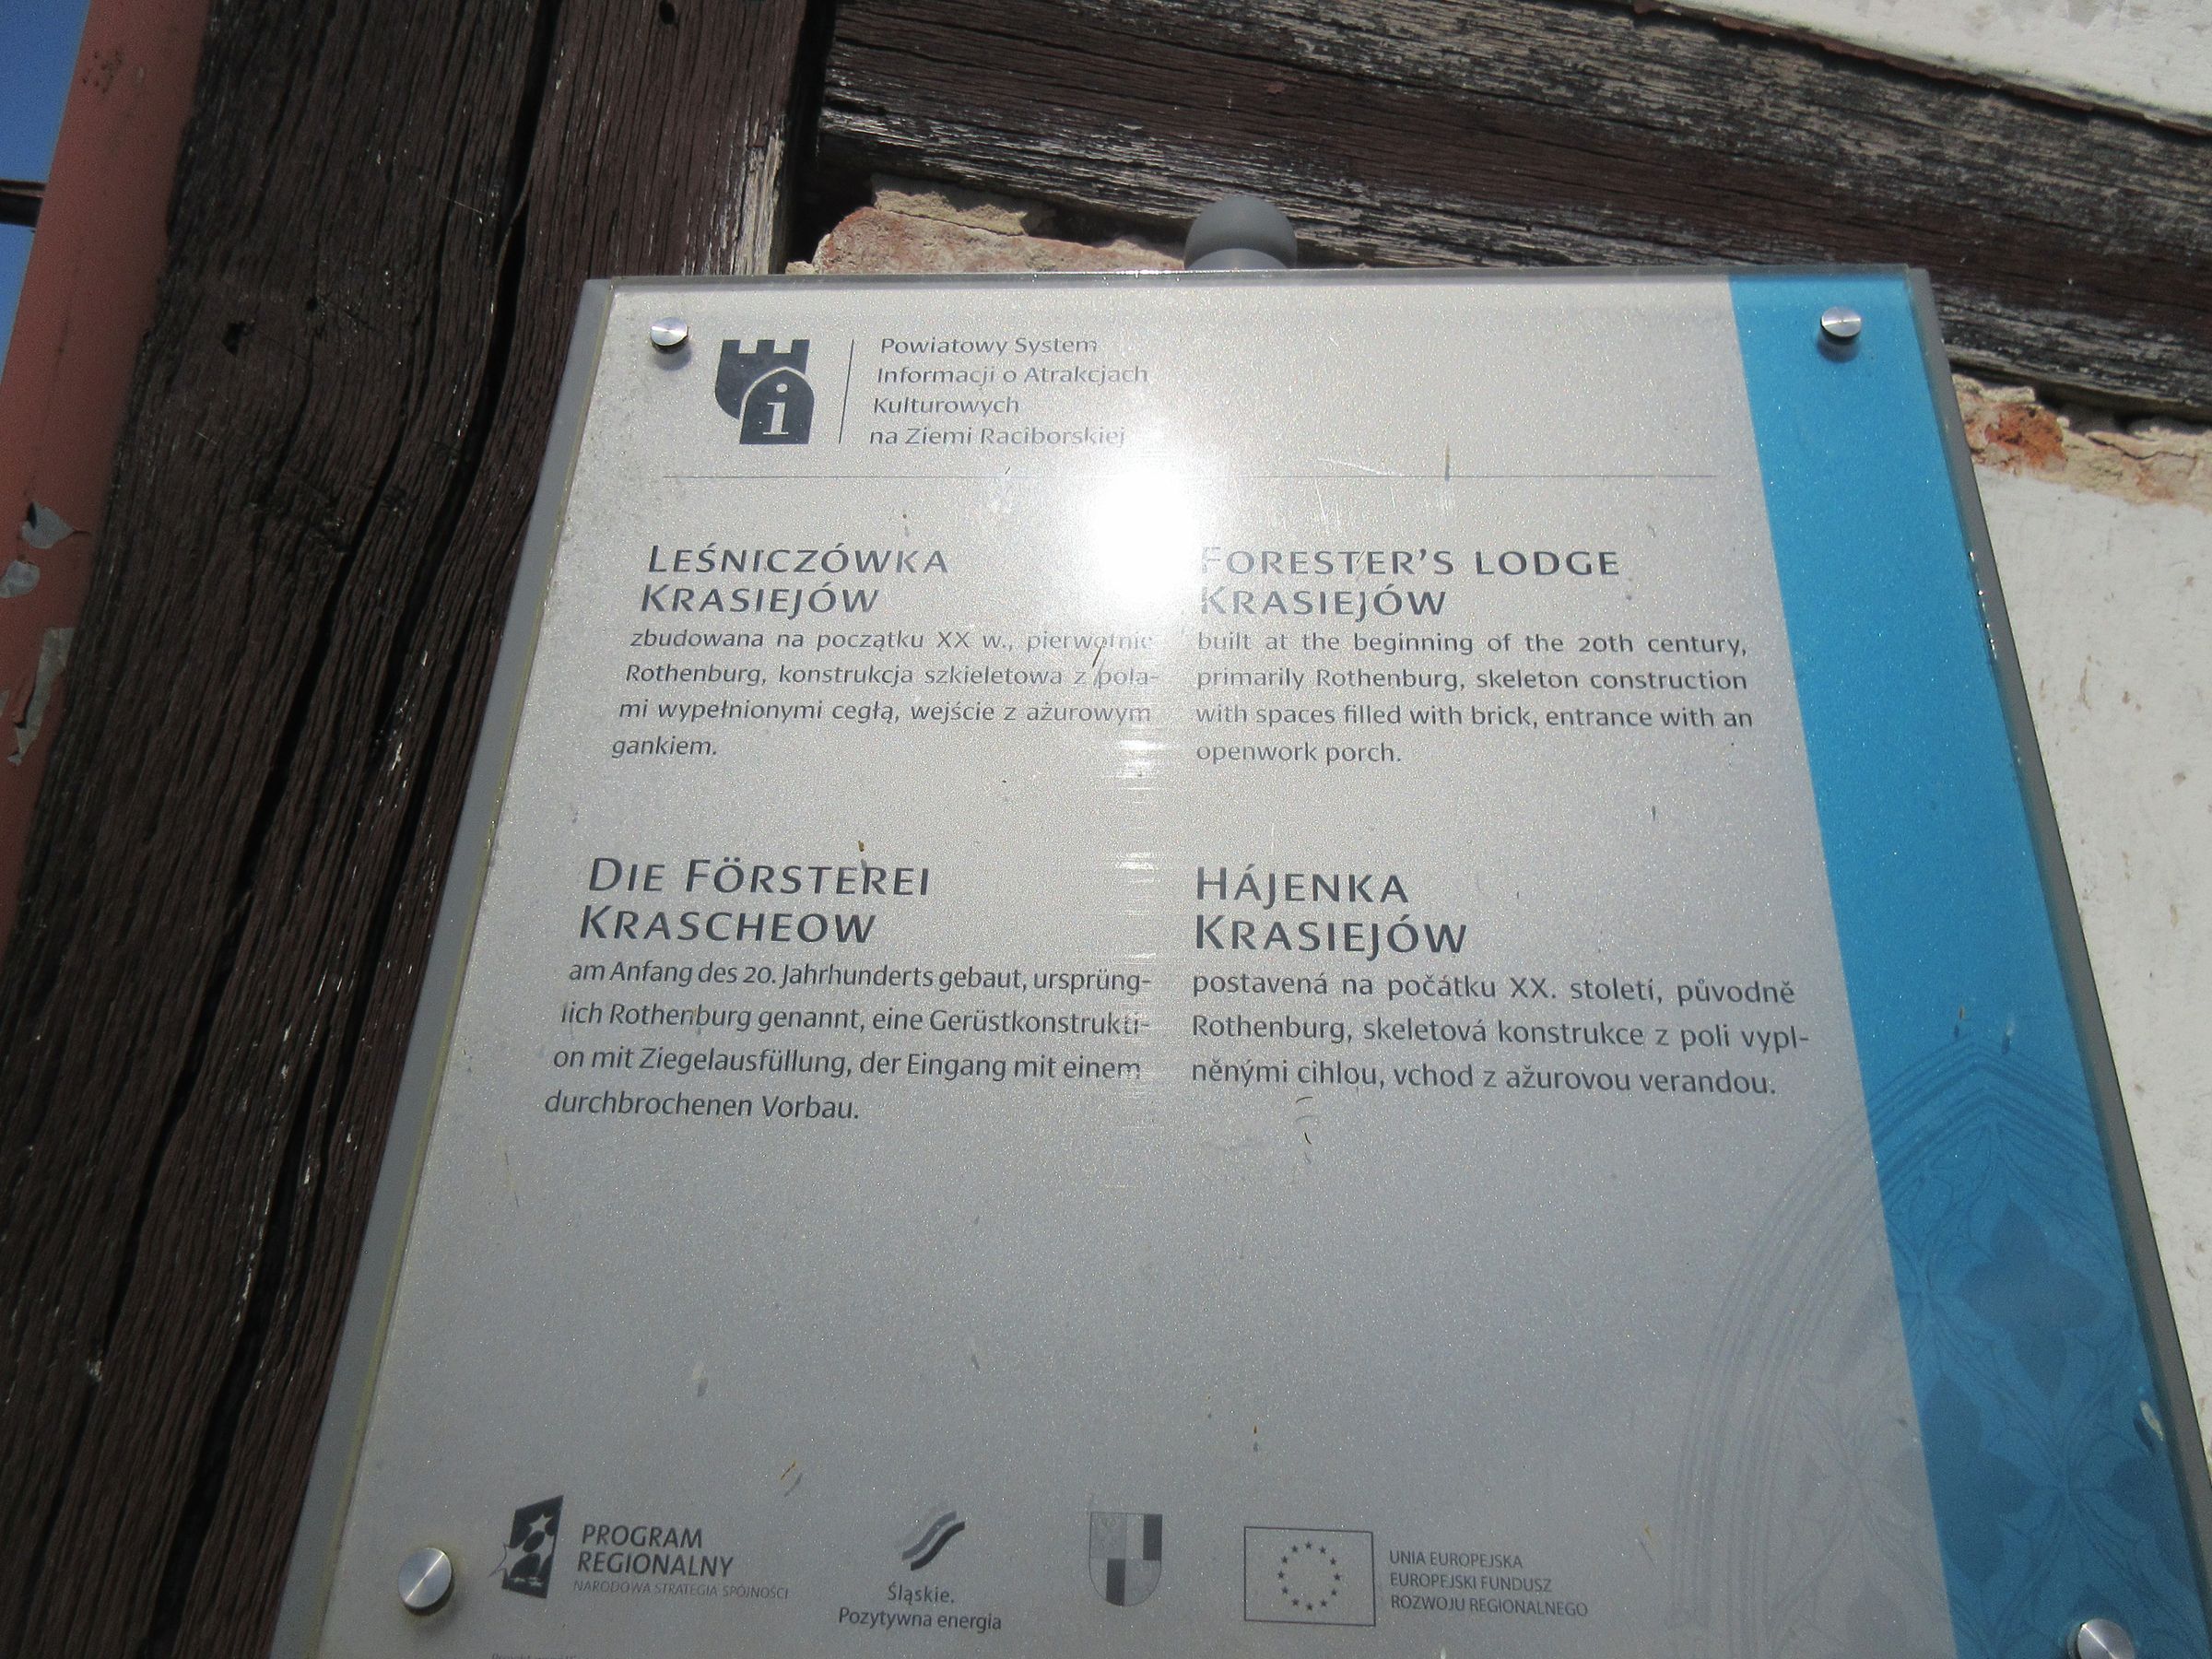 Powiatowy System
Informacji o Atrakcjach
Kulturowych
na Ziemi Raciborskiej
LEŚNICZÓWKA
KRASIEJÓW
zbudowana na początku XX w., pierwotnie
Rothenburg, konstrukcja szkieletowa z pola-
mi wypełnionymi cegłą, wejście z ażurowym
gankiem.
FORESTER'S LODGE
KRASIEJÓW
built at the beginning of the 20th century,
primarily Rothenburg, skeleton construction
with spaces filled with brick, entrance with an
openwork porch.
DIE FÖRSTEREI
KRASCHEOW
am Anfang des 20. Jahrhunderts gebaut, ursprüng-
lich Rothenburg genannt, eine Gerüstkonstrukti-
on mit Ziegelausfüllung, der Eingang mit einem
durchbrochenen Vorbau.
HÁJENKA
KRASIEJÓW
postavená na počátku XX. století, původně
Rothenburg, skeletová konstrukce z poli vypl-
něnými cihlou, vchod z ažurovou verandou.
PROGRAM
REGIONALNY
NARODOWA STRATEGIA SPÓJNOŚCI
Śląskie.
Pozytywna energia
UNIA EUROPEJSKA
EUROPEJSKI FUNDUSZ
ROZWOJU REGIONALNEGO